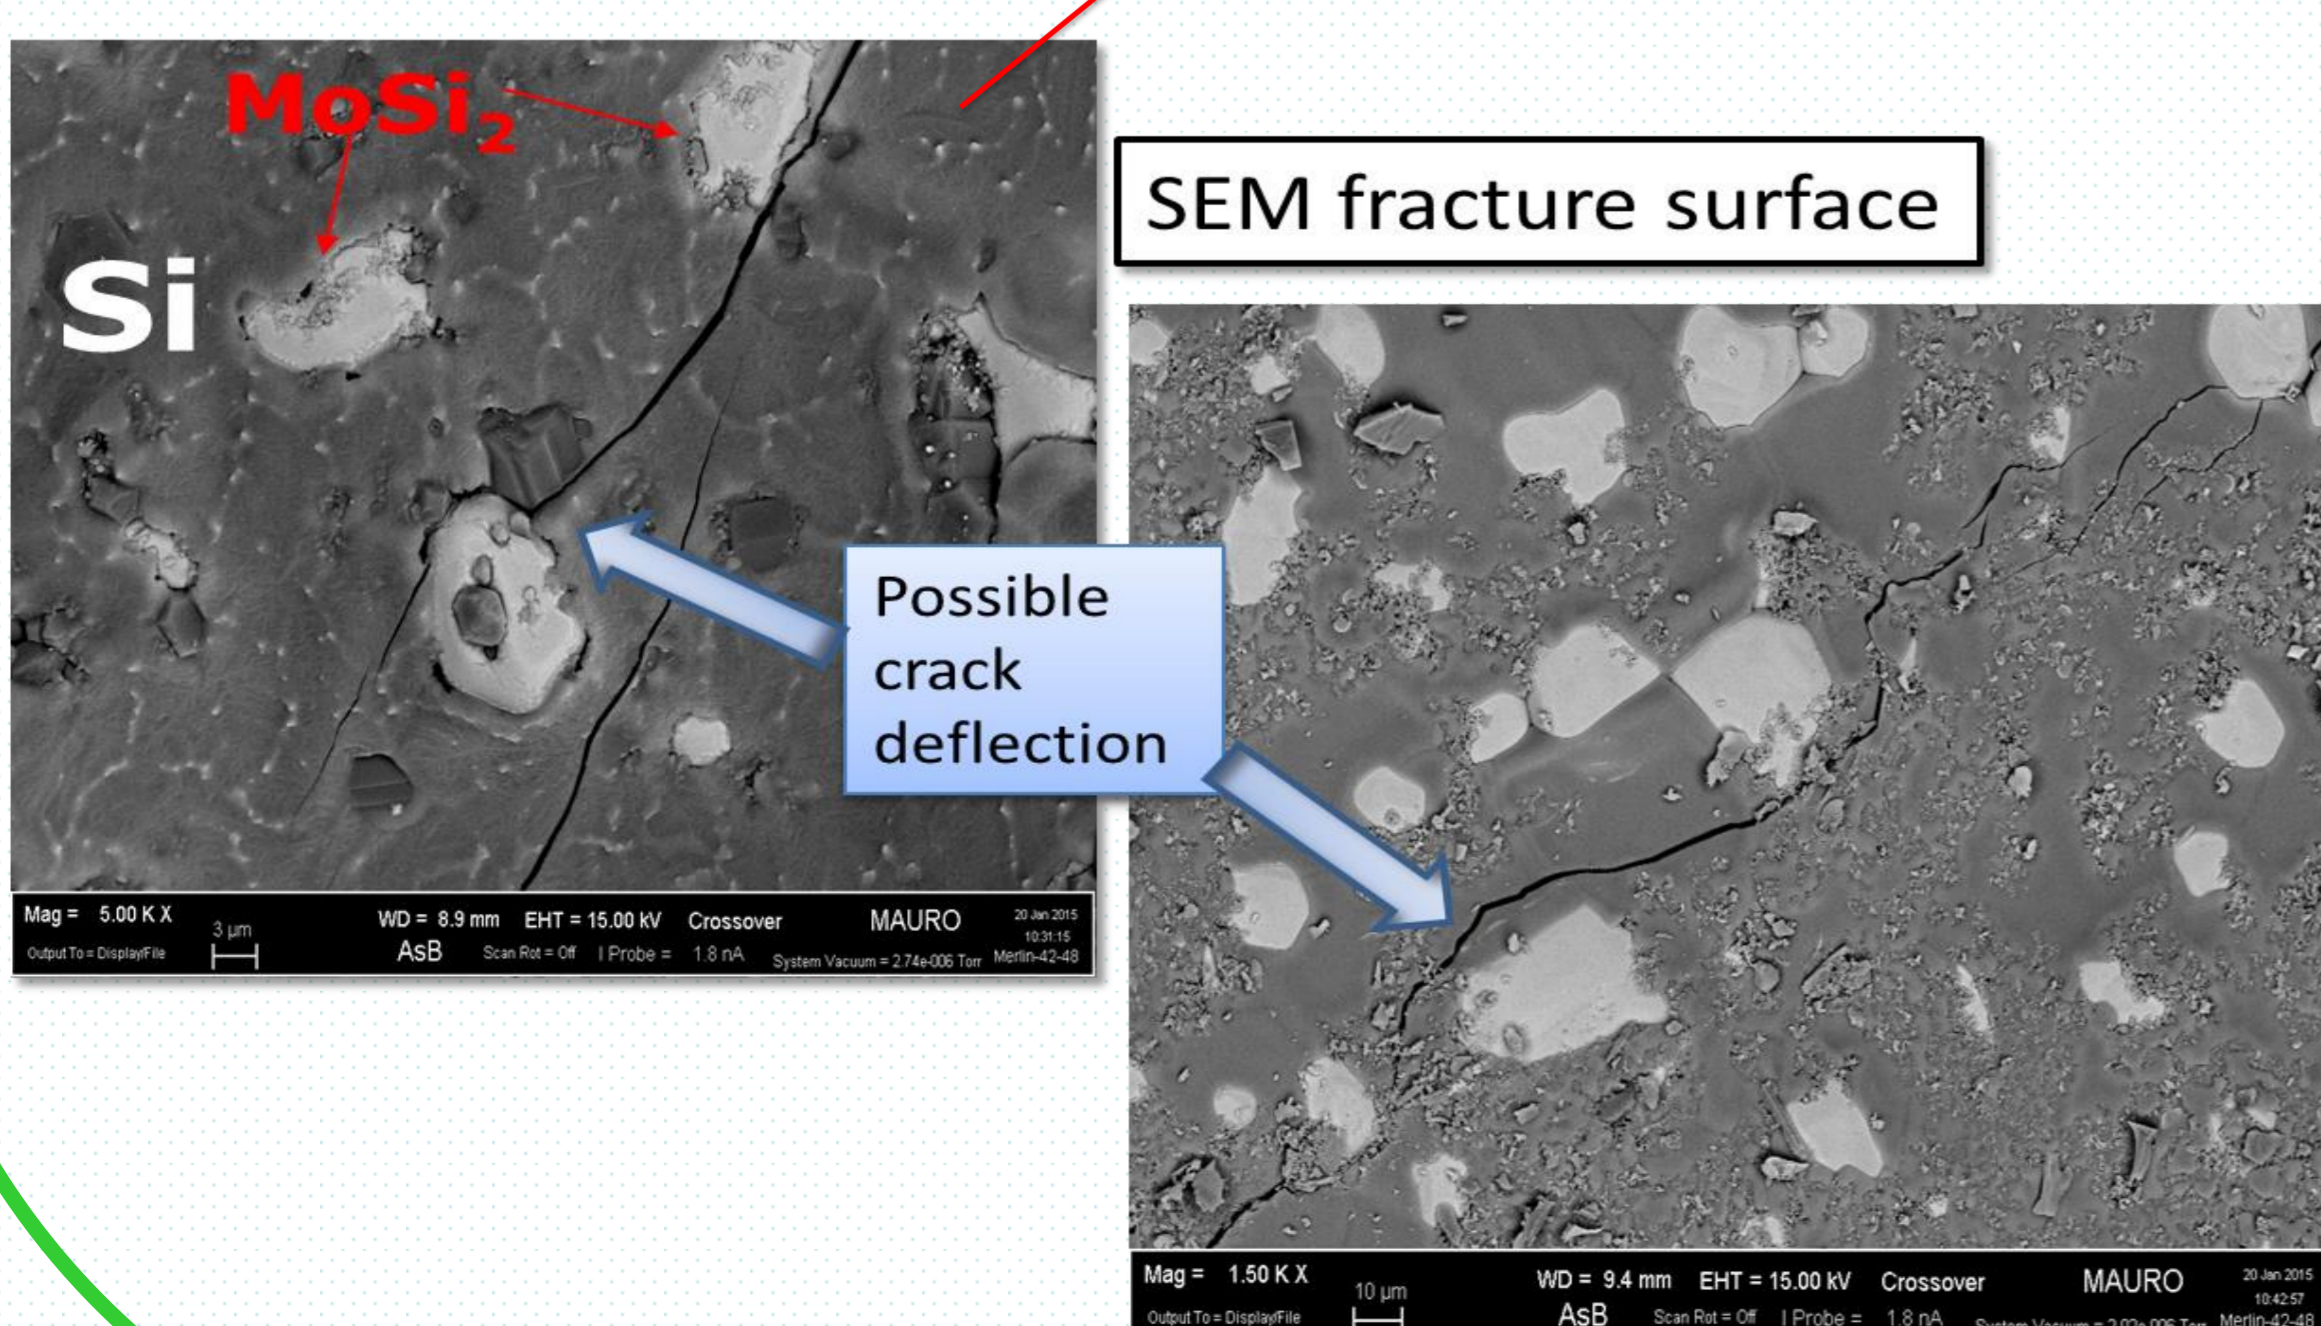 MoSi2
Si
SEM fracture surface
Possible
crack
deflection
Mag = 5.00 K X
3 µm
WD = 8.9 mm EHT = 15.00 kV Crossover MAURO 20 Jan 2015
10:31:15
Output To = Display/File AsB Scan Rot = Off I Probe = 1.8 nA System Vacuum = 2.74e-006 Torr Merlin-42-48
Mag = 1.50 K X
10 µm
WD = 9.4 mm EHT = 15.00 kV Crossover MAURO 20 Jan 2015
10:42:57
Output To = Display/File AsB Scan Rot = Off I Probe = 1.8 nA Merlin-42-48